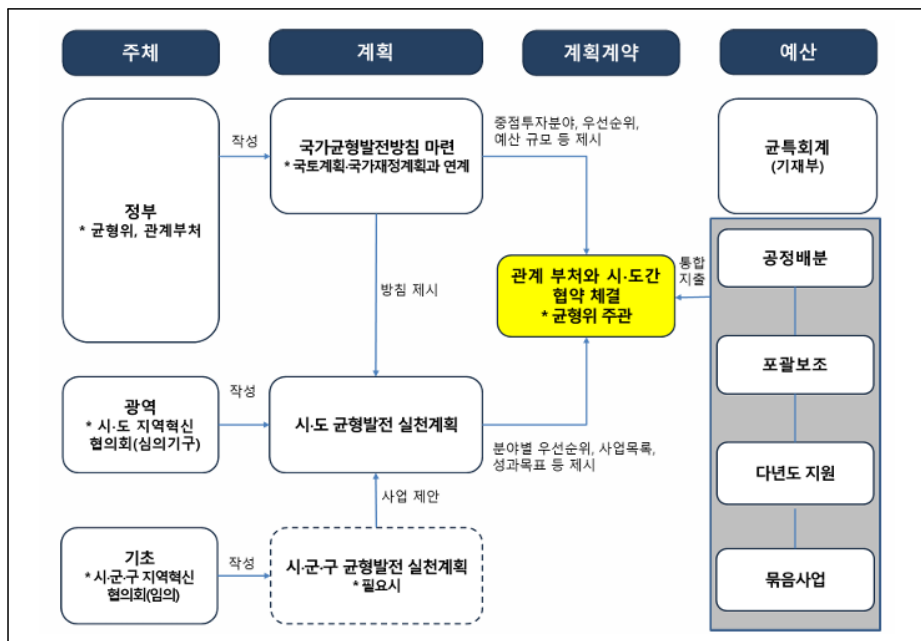 주체
계획
계획계약
예산
정부
* 균형위, 관계부처
작성
국가균형발전방침 마련
* 국토계획·국가재정계획과 연계
중점투자분야, 우선순위,
예산 규모 등 제시
균특회계
(기재부)
방침 제시
관계 부처와 시·도간
협약 체결
* 균형위 주관
통합
지출
공정배분
포괄보조
다년도 지원
묶음사업
광역
* 시·도 지역혁신
협의회(심의기구)
작성
시·도 균형발전 실천계획
분야별 우선순위, 사업목록,
성과목표 등 제시
사업 제안
기초
* 시·군·구 지역혁신
협의회(임의)
작성
시·군·구 균형발전 실천계획
* 필요시